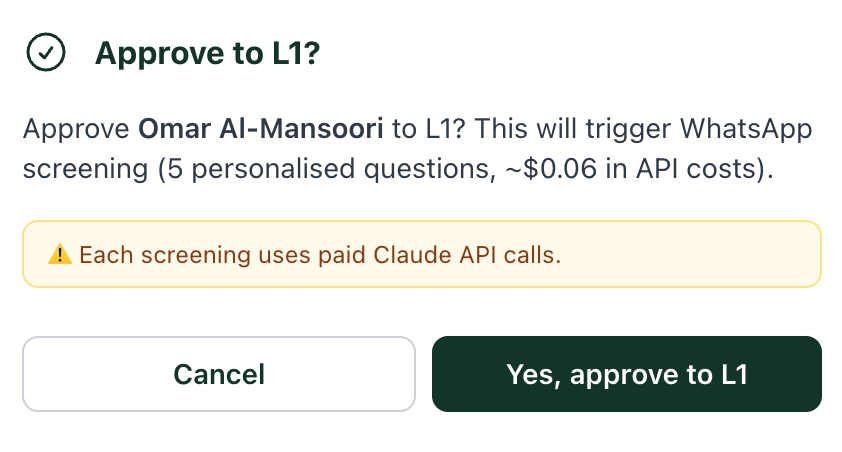 Approve to L1?
Approve Omar Al-Mansoori to L1? This will trigger WhatsApp
screening (5 personalised questions, ~$0.06 in API costs).
⚠️ Each screening uses paid Claude API calls.
Cancel
Yes, approve to L1